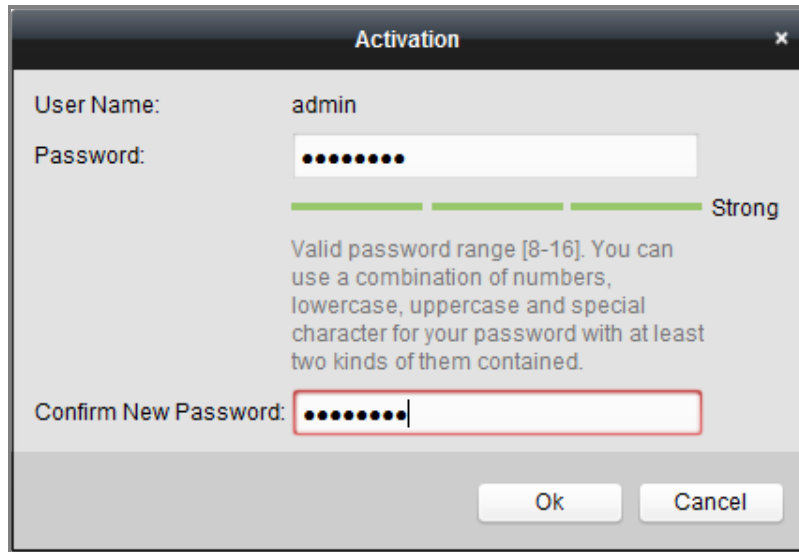 Activation
User Name: admin
Password: ••••••••
Strong
Valid password range [8-16]. You can
use a combination of numbers,
lowercase, uppercase and special
character for your password with at least
two kinds of them contained.
Confirm New Password: ••••••••
Ok Cancel